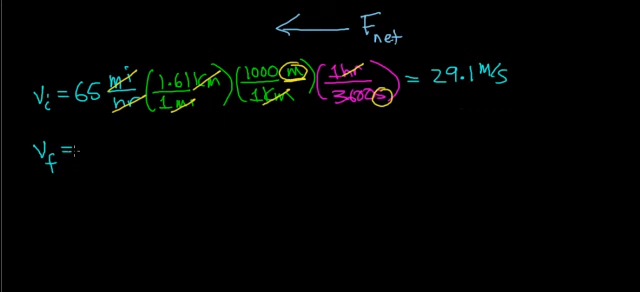 ← F_net
v_i = 65 mi/hr (1.61 km / 1 mi) (1000 m / 1 km) (1 hr / 3600 s) = 29.1 m/s
v_f =